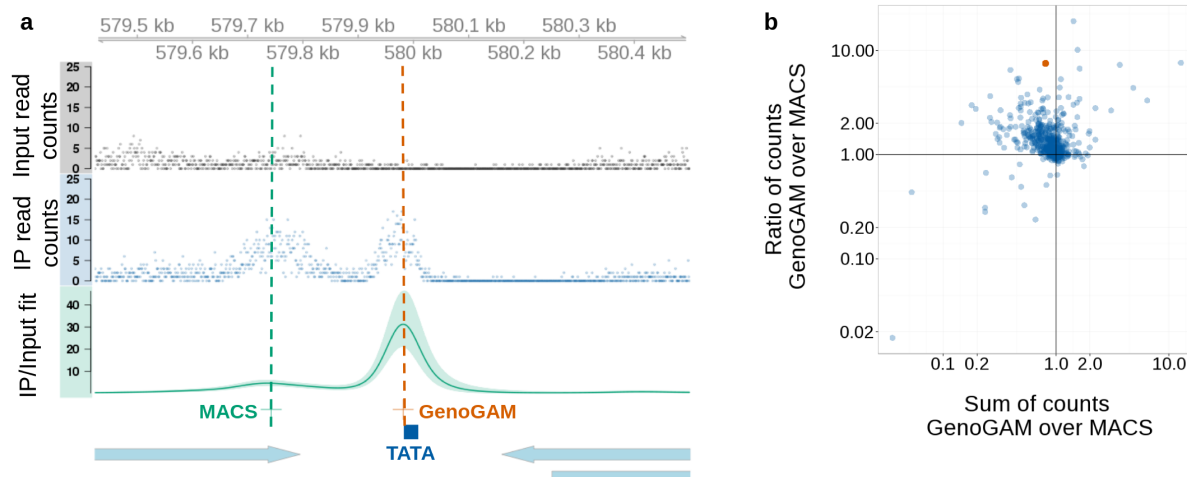 a
579.5 kb 579.7 kb 579.9 kb 580.1 kb 580.3 kb
579.6 kb 579.8 kb 580 kb 580.2 kb 580.4 kb
Input read
counts
25
20
15
10
5
0
IP read
counts
25
20
15
10
5
0
IP/Input fit
40
30
20
10
MACS
GenoGAM
TATA
b
Ratio of counts
GenoGAM over MACS
10.00
2.00
1.00
0.20
0.10
0.02
0.1 0.2 1.0 2.0 10.0
Sum of counts
GenoGAM over MACS